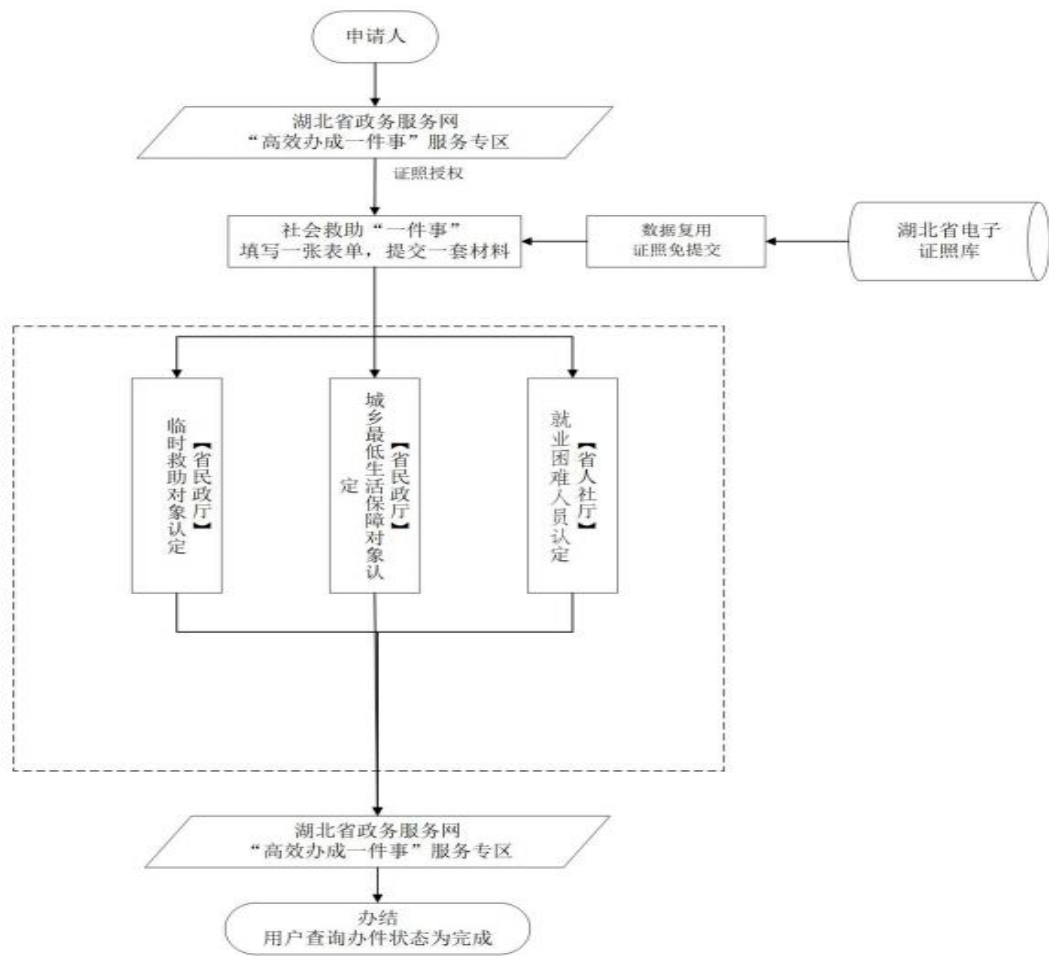 申请人
湖北省政务服务网
“高效办成一件事”服务专区
证照授权
社会救助“一件事”
填写一张表单，提交一套材料
数据复用
证照免提交
湖北省电子
证照库
【省民政厅】
临时救助对象认定
【省民政厅】
城乡最低生活保障对象认
定
【省人社厅】
就业困难人员认定
湖北省政务服务网
“高效办成一件事”服务专区
办结
用户查询办件状态为完成